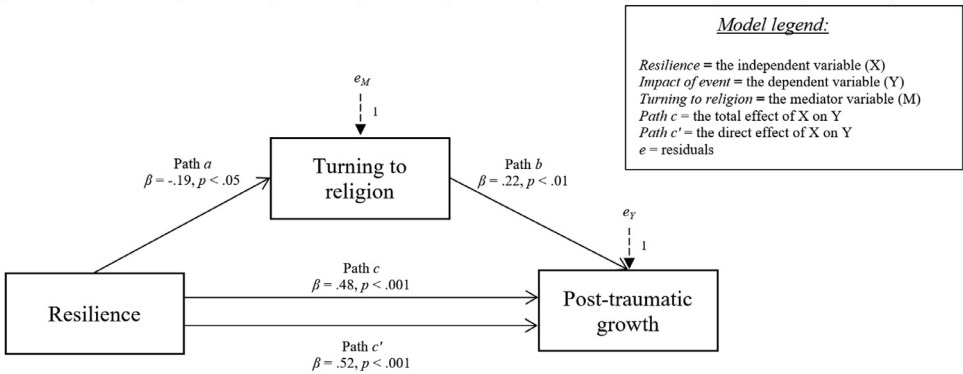 Model legend:
Resilience = the independent variable (X)
Impact of event = the dependent variable (Y)
Turning to religion = the mediator variable (M)
Path c = the total effect of X on Y
Path c' = the direct effect of X on Y
e = residuals
eM
1
Turning to
religion
Path a
β = -.19, p < .05
Path b
β = .22, p < .01
eY
1
Resilience
Path c
β = .48, p < .001
Post-traumatic
growth
Path c'
β = .52, p < .001